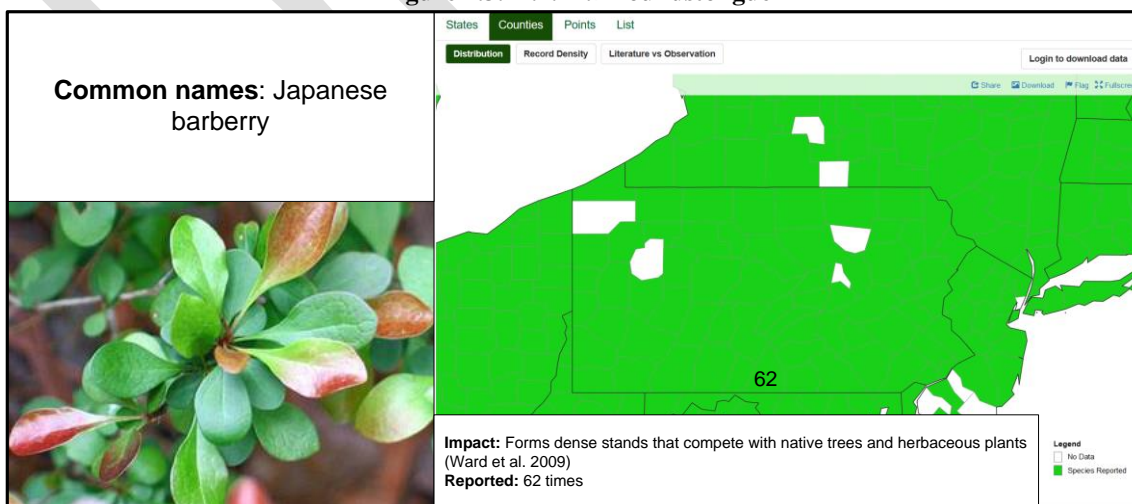 States Counties Points List
Distribution Record Density Literature vs Observation
Login to download data
Share Download Flag Fullscreen
Common names: Japanese
barberry
62
Impact: Forms dense stands that compete with native trees and herbaceous plants
(Ward et al. 2009)
Reported: 62 times
Legend
No Data
Species Reported